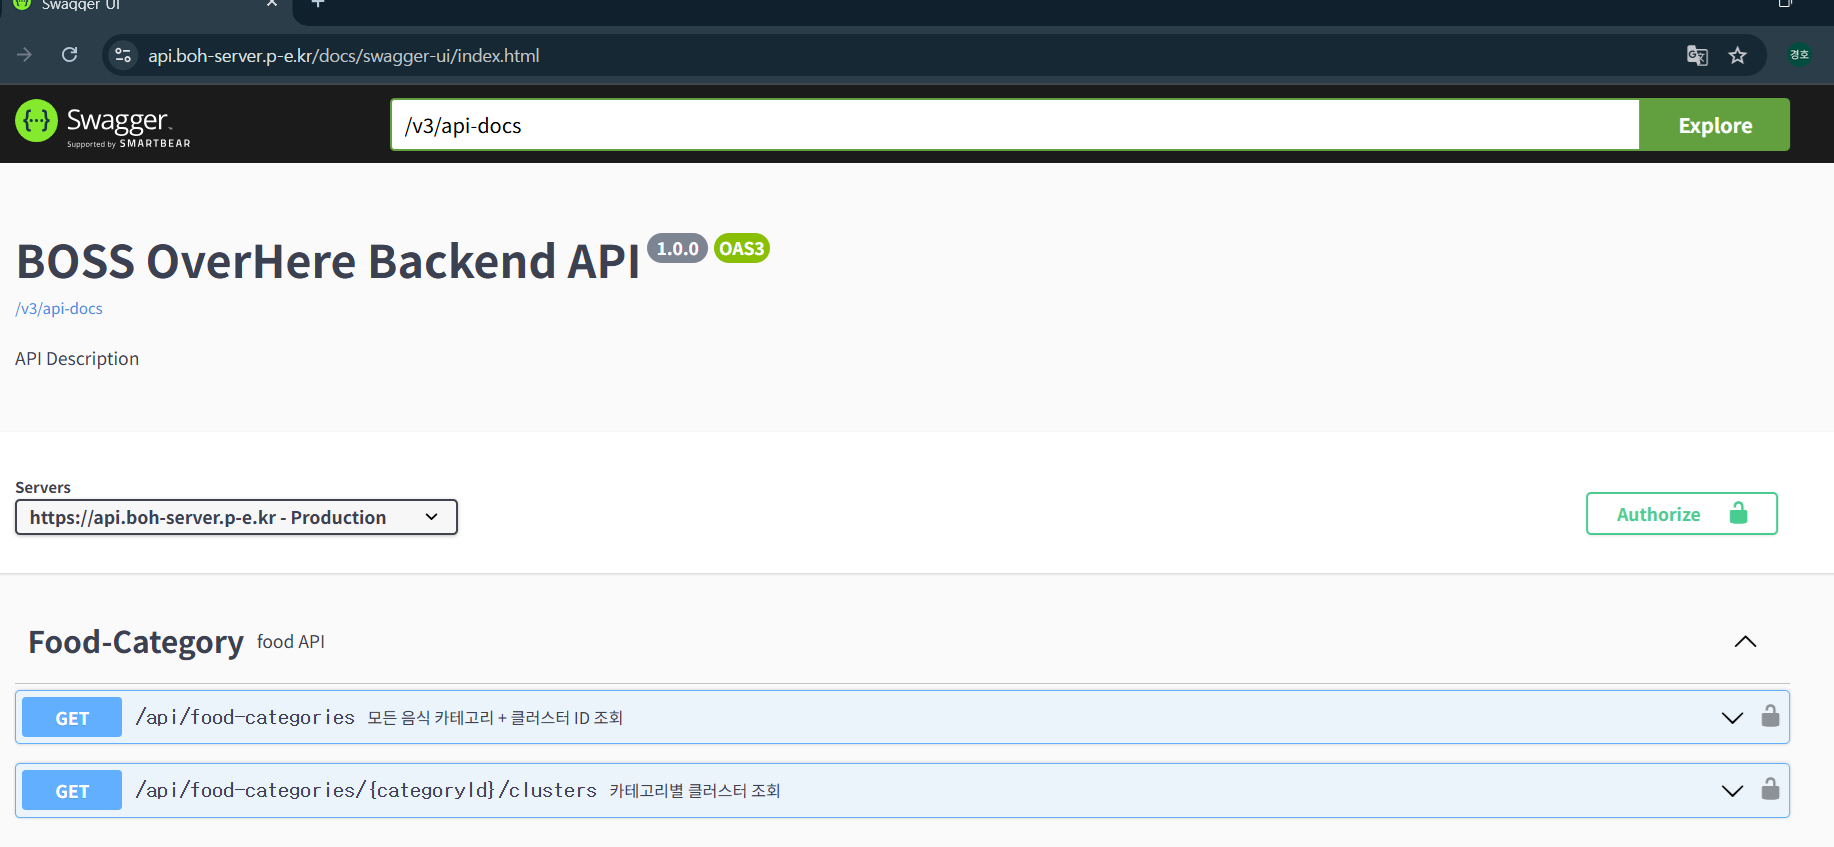 Swagger UI
api.boh-server.p-e.kr/docs/swagger-ui/index.html
경호
Swagger
Supported by SMARTBEAR
/v3/api-docs
Explore
BOSS OverHere Backend API 1.0.0 OAS3
/v3/api-docs
API Description
Servers
https://api.boh-server.p-e.kr - Production
Authorize
Food-Category food API
GET /api/food-categories 모든 음식 카테고리 + 클러스터 ID 조회
GET /api/food-categories/{categoryId}/clusters 카테고리별 클러스터 조회